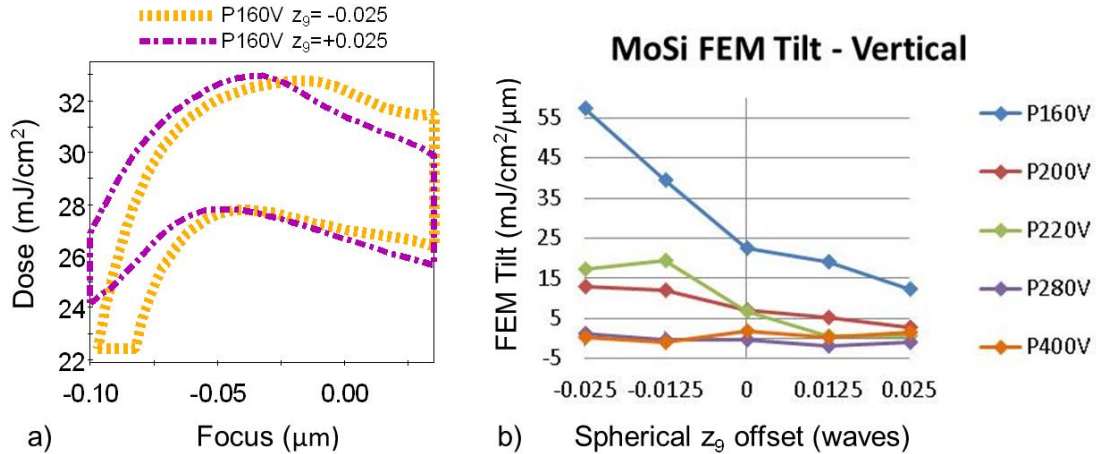 P160V z9= -0.025
P160V z9=+0.025
Dose (mJ/cm2)
32
30
28
26
24
22
-0.10
-0.05
0.00
a)
Focus (μm)
MoSi FEM Tilt - Vertical
FEM Tilt (mJ/cm2/μm)
55
45
35
25
15
5
-5
-0.025
-0.0125
0
0.0125
0.025
P160V
P200V
P220V
P280V
P400V
b)
Spherical z9 offset (waves)